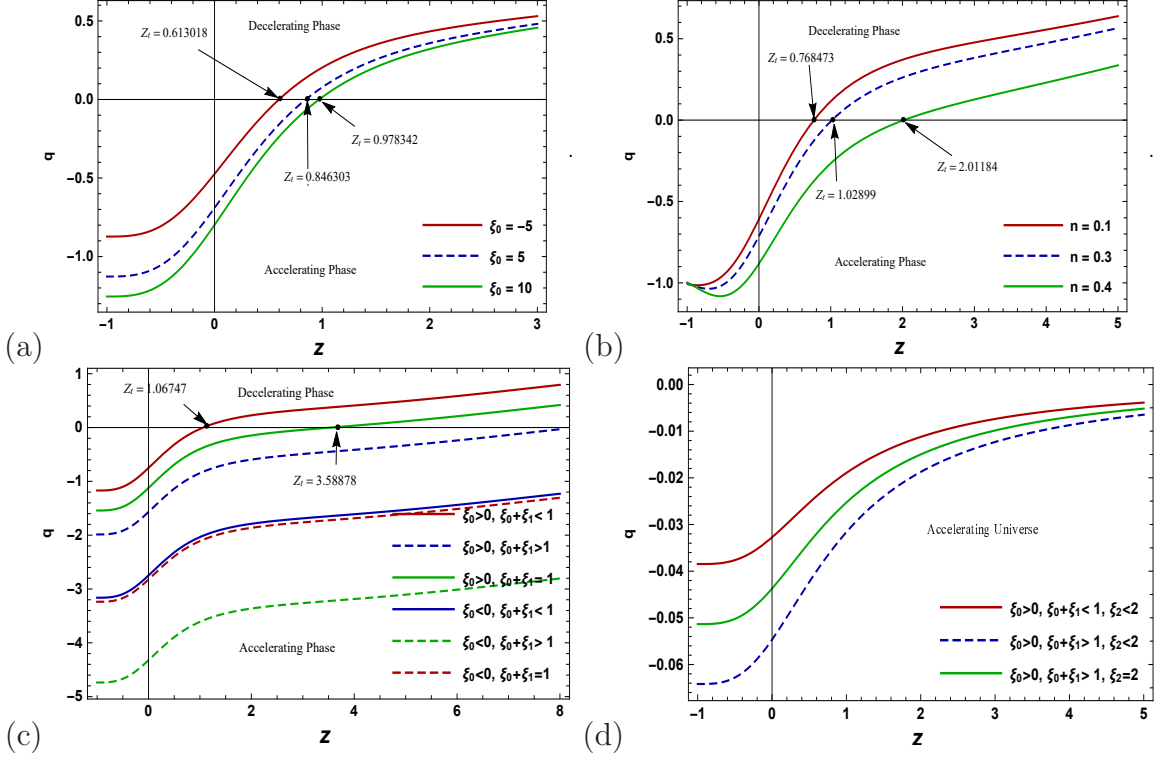 0.5
0.0
−0.5
−1.0
q
−1
0
1
2
3
z
Decelerating Phase
Z_t = 0.613018
Z_t = 0.978342
Z_t = 0.846303
Accelerating Phase
ξ₀ = −5
ξ₀ = 5
ξ₀ = 10
(a)
0.5
0.0
−0.5
−1.0
q
−1
0
1
2
3
4
5
z
Decelerating Phase
Z_t = 0.768473
Z_t = 2.01184
Z_t = 1.02899
Accelerating Phase
n = 0.1
n = 0.3
n = 0.4
(b)
1
0
−1
−2
−3
−4
−5
q
0
2
4
6
8
z
Z_t = 1.06747
Decelerating Phase
Z_t = 3.58878
Accelerating Phase
ξ₀>0, ξ₀+ξ₁< 1
ξ₀>0, ξ₀+ξ₁>1
ξ₀>0, ξ₀+ξ₁=1
ξ₀<0, ξ₀+ξ₁< 1
ξ₀<0, ξ₀+ξ₁> 1
ξ₀<0, ξ₀+ξ₁=1
(c)
0.00
−0.01
−0.02
−0.03
−0.04
−0.05
−0.06
q
−1
0
1
2
3
4
5
z
Accelerating Universe
ξ₀>0, ξ₀+ξ₁< 1, ξ₂<2
ξ₀>0, ξ₀+ξ₁> 1, ξ₂<2
ξ₀>0, ξ₀+ξ₁> 1, ξ₂=2
(d)